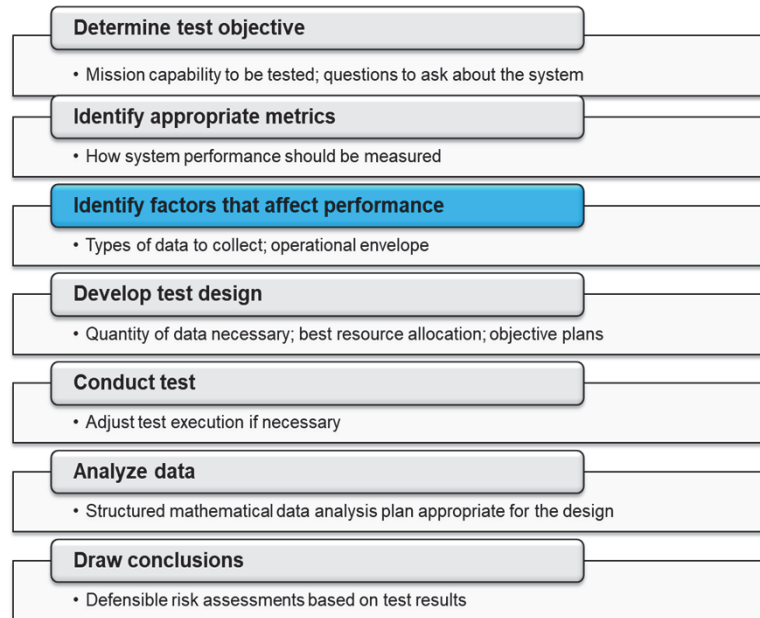 Determine test objective
• Mission capability to be tested; questions to ask about the system
Identify appropriate metrics
• How system performance should be measured
Identify factors that affect performance
• Types of data to collect; operational envelope
Develop test design
• Quantity of data necessary; best resource allocation; objective plans
Conduct test
• Adjust test execution if necessary
Analyze data
• Structured mathematical data analysis plan appropriate for the design
Draw conclusions
• Defensible risk assessments based on test results